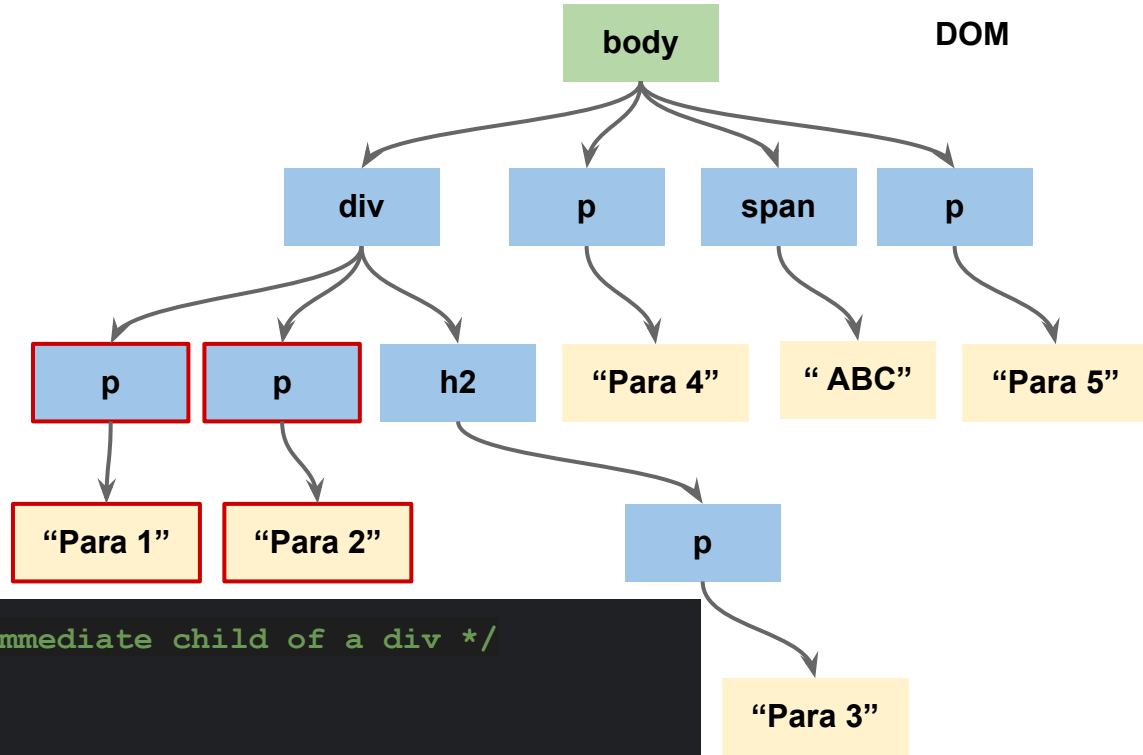 DOM
body
div
p
span
p
p
p
h2
“Para 4”
“ ABC”
“Para 5”
“Para 1”
“Para 2”
p
mmediate child of a div */
“Para 3”